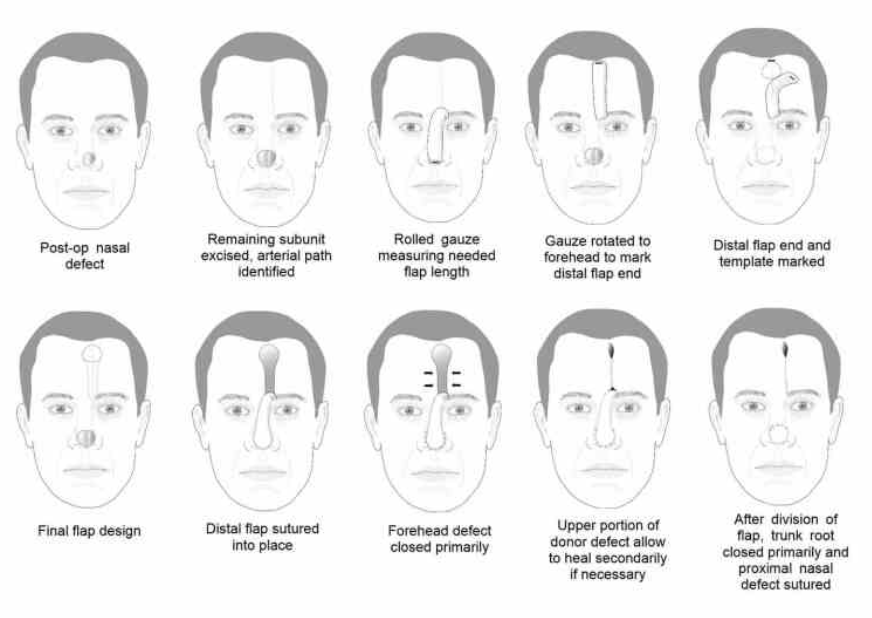 Post-op nasal
defect
Remaining subunit
excised, arterial path
identified
Rolled gauze
measuring needed
flap length
Gauze rotated to
forehead to mark
distal flap end
Distal flap end and
template marked
Final flap design
Distal flap sutured
into place
Forehead defect
closed primarily
Upper portion of
donor defect allow
to heal secondarily
if necessary
After division of
flap, trunk root
closed primarily and
proximal nasal
defect sutured